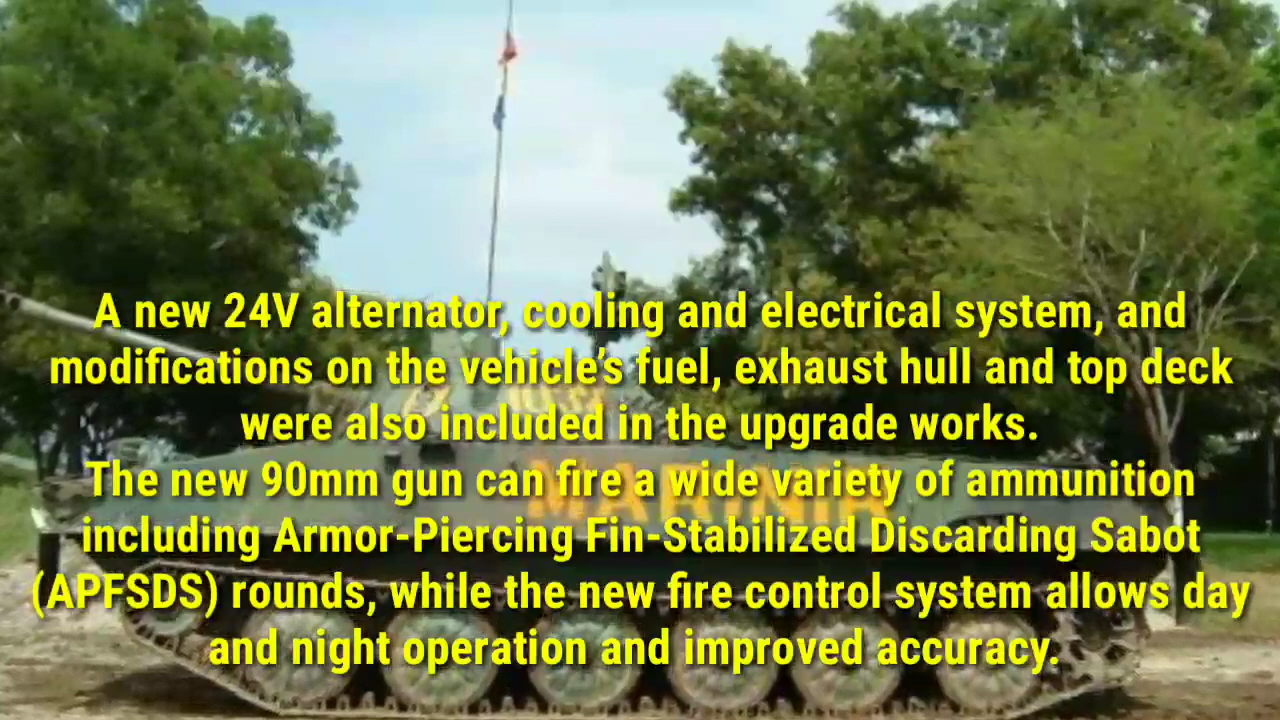 A new 24V alternator, cooling and electrical system, and
modifications on the vehicle’s fuel, exhaust hull and top deck
were also included in the upgrade works.
The new 90mm gun can fire a wide variety of ammunition
including Armor-Piercing Fin-Stabilized Discarding Sabot
(APFSDS) rounds, while the new fire control system allows day
and night operation and improved accuracy.
MARINIR